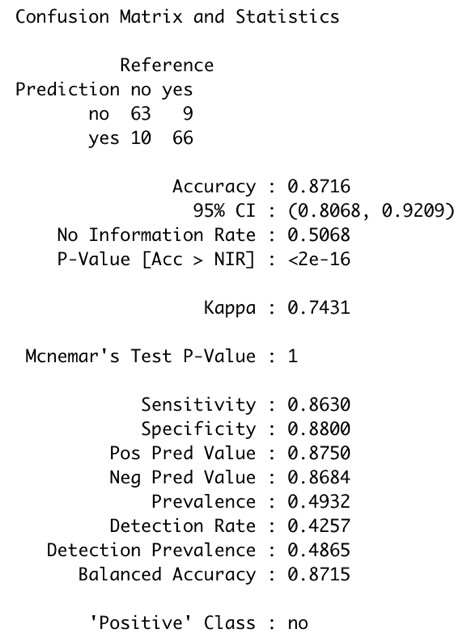 Confusion Matrix and Statistics
Reference
Prediction no yes
no 63 9
yes 10 66
Accuracy : 0.8716
95% CI : (0.8068, 0.9209)
No Information Rate : 0.5068
P-Value [Acc > NIR] : <2e-16
Kappa : 0.7431
Mcnemar's Test P-Value : 1
Sensitivity : 0.8630
Specificity : 0.8800
Pos Pred Value : 0.8750
Neg Pred Value : 0.8684
Prevalence : 0.4932
Detection Rate : 0.4257
Detection Prevalence : 0.4865
Balanced Accuracy : 0.8715
'Positive' Class : no